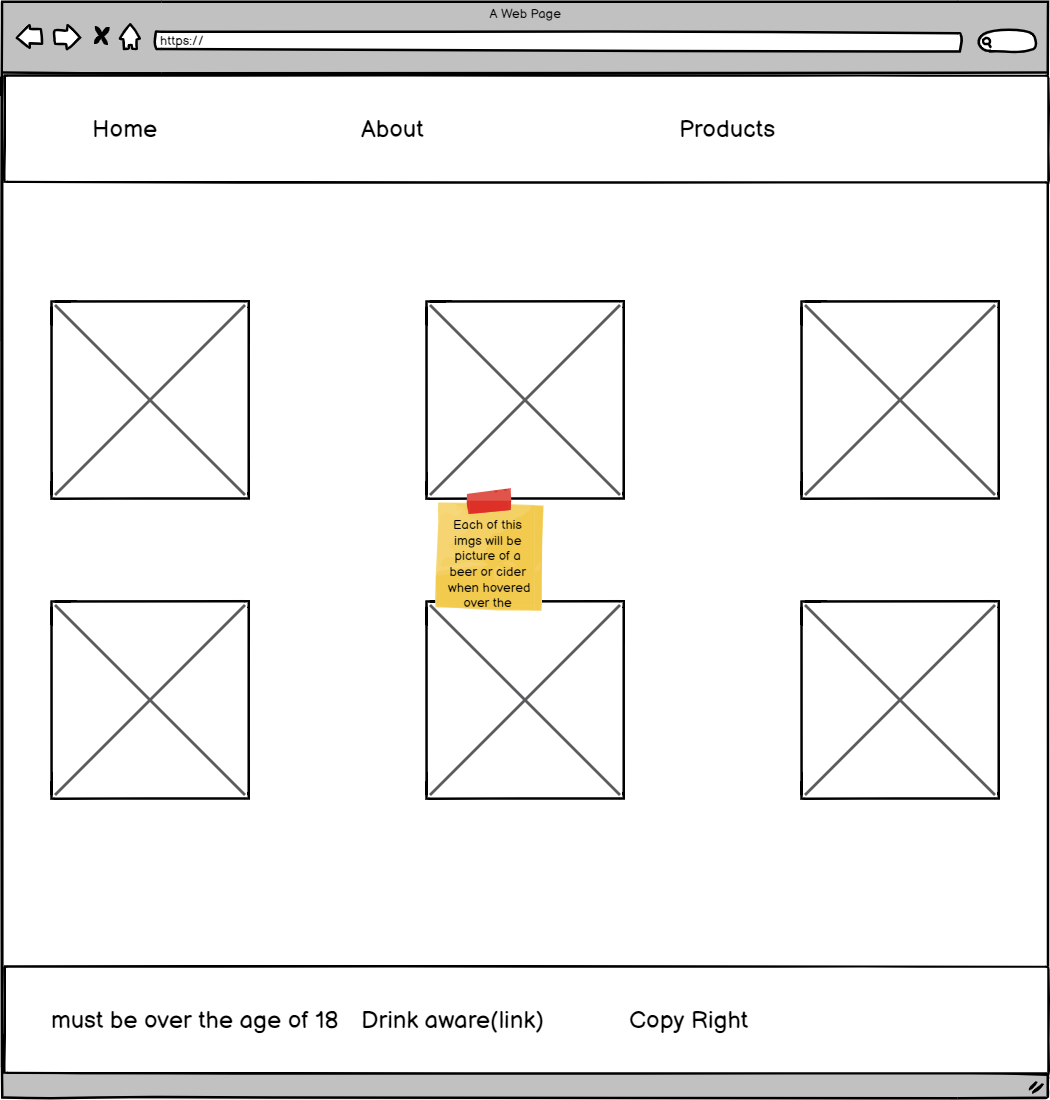 A Web Page
https://
Home About Products
Each of this
imgs will be
picture of a
beer or cider
when hovered
over the
must be over the age of 18 Drink aware(link) Copy Right